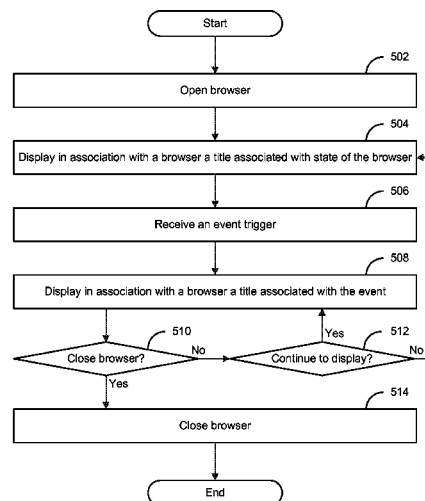 Start
502
Open browser
504
Display in association with a browser a title associated with state of the browser
506
Receive an event trigger
508
Display in association with a browser a title associated with the event
510
Close browser?
No
Yes
512
Continue to display?
Yes
No
514
Close browser
End